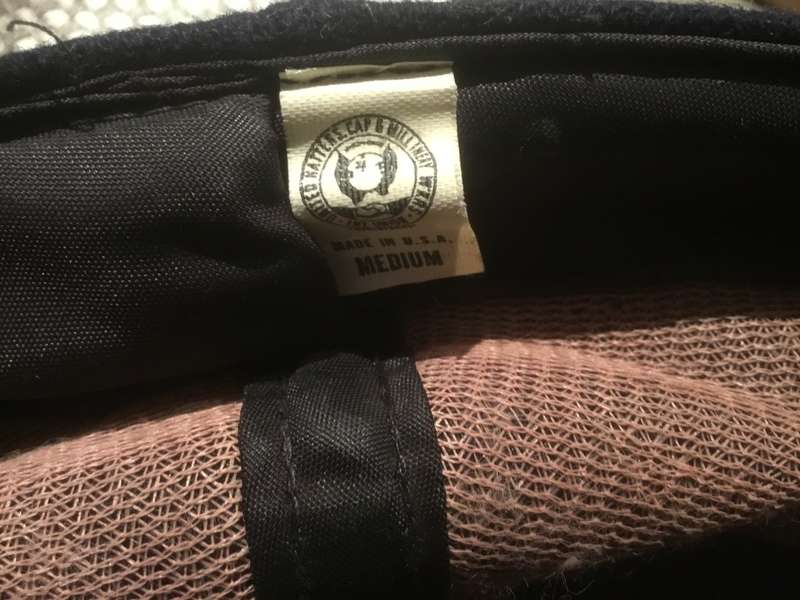 UNITED HATTERS, CAP & MILLINERY WKRS.
MADE IN U.S.A.
MEDIUM